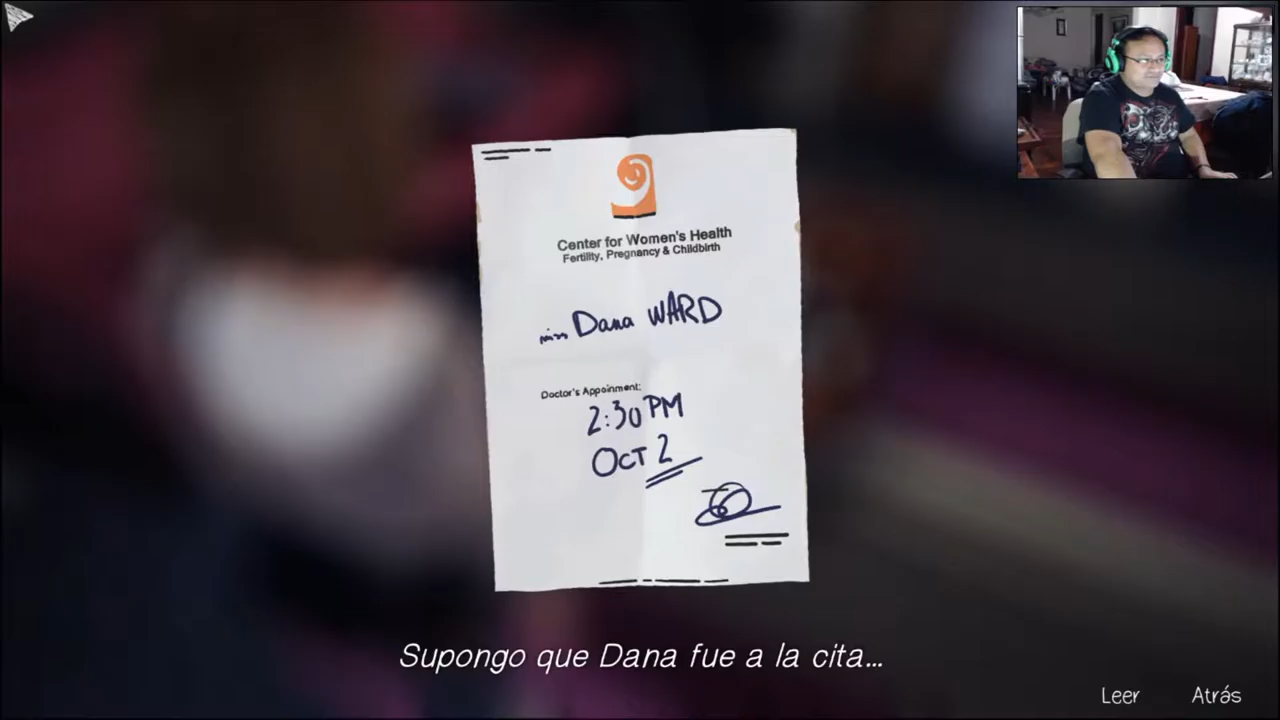 Center for Women's Health
Fertility, Pregnancy & Childbirth
miss Dana WARD
Doctor's Appoinment:
2:30 PM
OCT 2
Supongo que Dana fue a la cita...
Leer Atrás